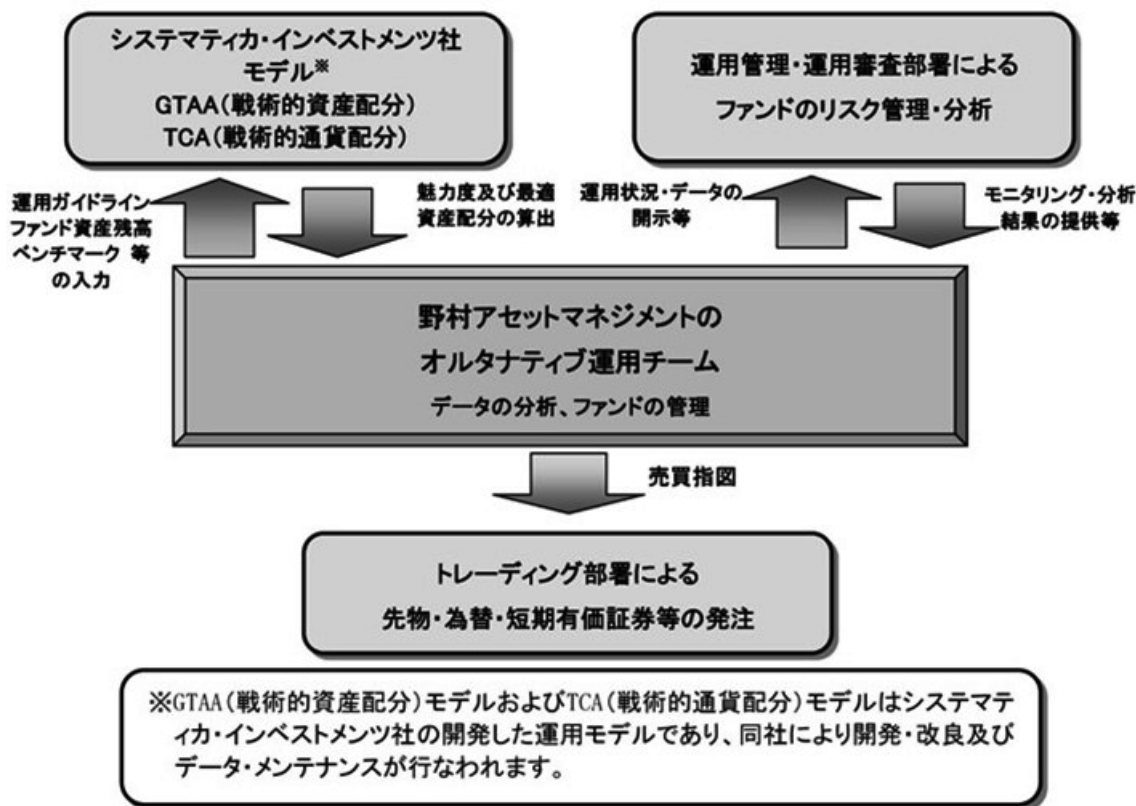 システマティカ・インベストメンツ社
モデル※
GTAA(戦術的資産配分)
TCA(戦術的通貨配分)
運用管理・運用審査部署による
ファンドのリスク管理・分析
運用ガイドライン
ファンド資産残高
ベンチマーク 等
の入力
魅力度及び最適
資産配分の算出
運用状況・データの
開示等
モニタリング・分析
結果の提供等
野村アセットマネジメントの
オルタナティブ運用チーム
データの分析、ファンドの管理
売買指図
トレーディング部署による
先物・為替・短期有価証券等の発注
※GTAA(戦術的資産配分)モデルおよびTCA(戦術的通貨配分)モデルはシステマテ
ィカ・インベストメンツ社の開発した運用モデルであり、同社により開発・改良及び
データ・メンテナンスが行なわれます。